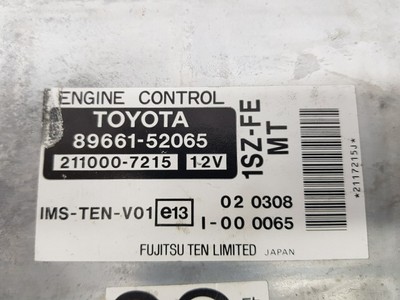 ENGINE CONTROL
TOYOTA
89661-52065
211000-7215 12V
1SZ-FE
MT
*2117215J*
IMS-TEN-V01 e13 02 0308
I-00 0065
FUJITSU TEN LIMITED JAPAN